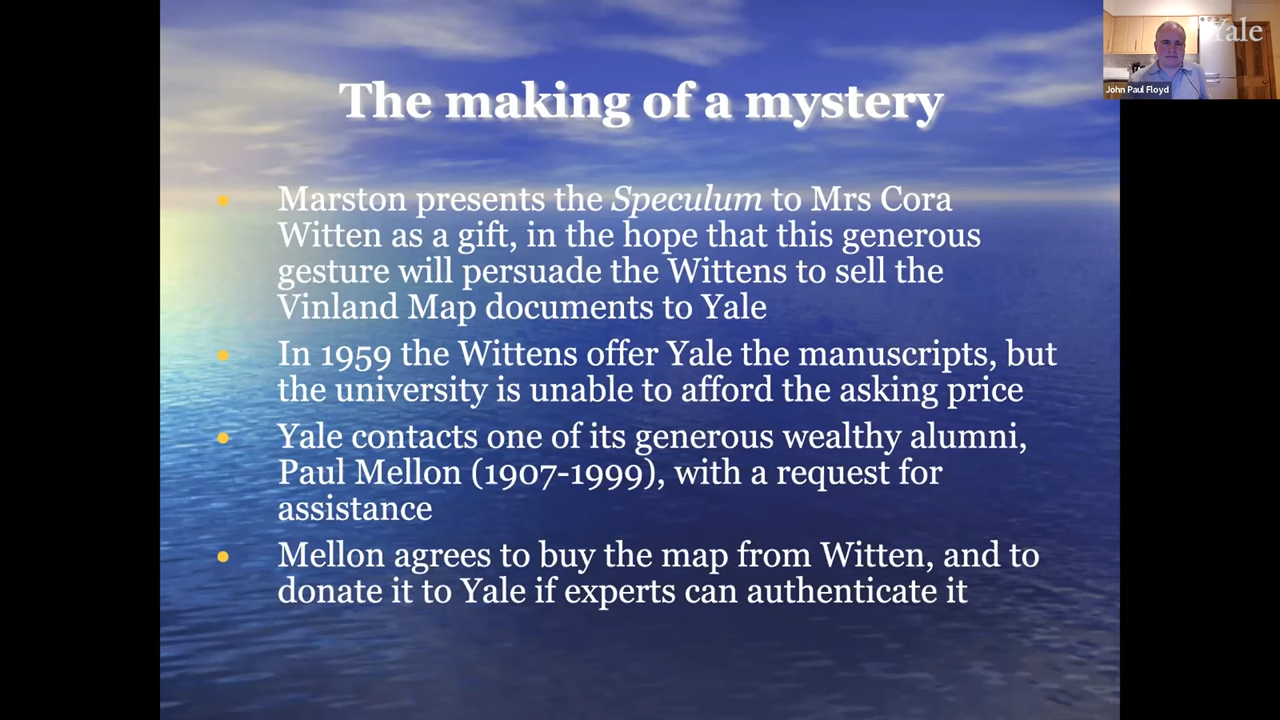 Yale
John Paul Floyd
The making of a mystery
Marston presents the Speculum to Mrs Cora
Witten as a gift, in the hope that this generous
gesture will persuade the Wittens to sell the
Vinland Map documents to Yale
In 1959 the Wittens offer Yale the manuscripts, but
the university is unable to afford the asking price
Yale contacts one of its generous wealthy alumni,
Paul Mellon (1907-1999), with a request for
assistance
Mellon agrees to buy the map from Witten, and to
donate it to Yale if experts can authenticate it